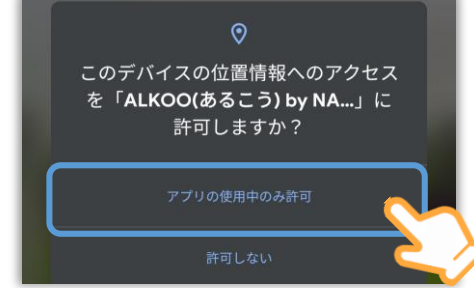 このデバイスの位置情報へのアクセス
を「ALKOO(あるこう) by NA...」に
許可しますか？
アプリの使用中のみ許可
許可しない